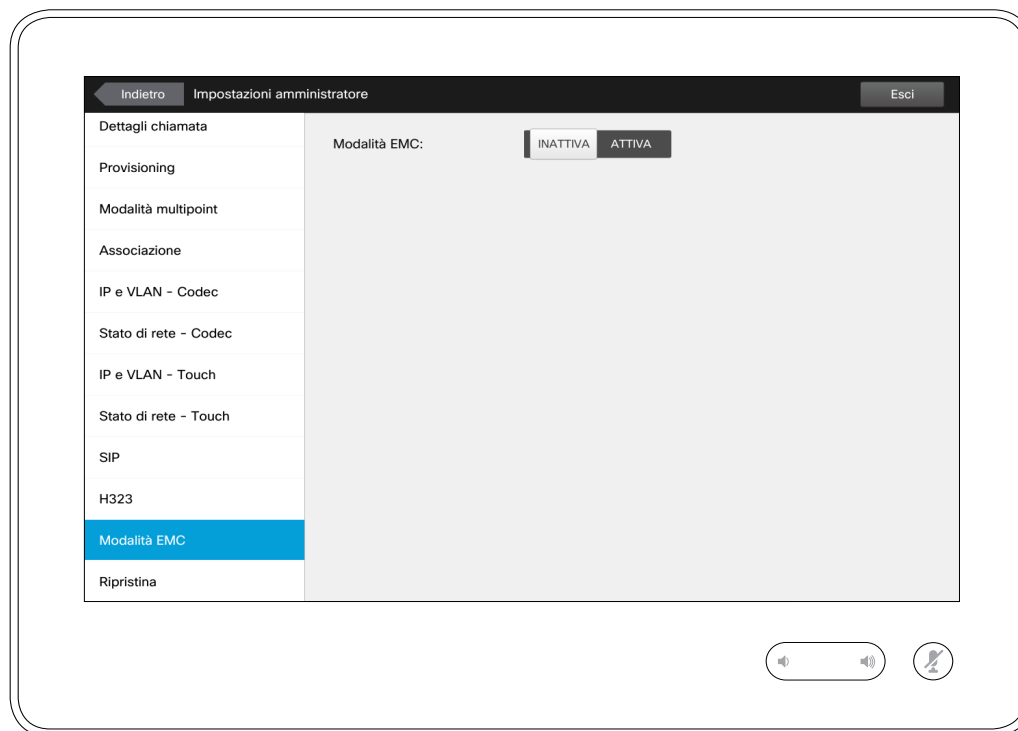 Indietro Impostazioni amministratore Esci
Dettagli chiamata
Modalità EMC: INATTIVA ATTIVA
Provisioning
Modalità multipoint
Associazione
IP e VLAN - Codec
Stato di rete - Codec
IP e VLAN - Touch
Stato di rete - Touch
SIP
H323
Modalità EMC
Ripristina